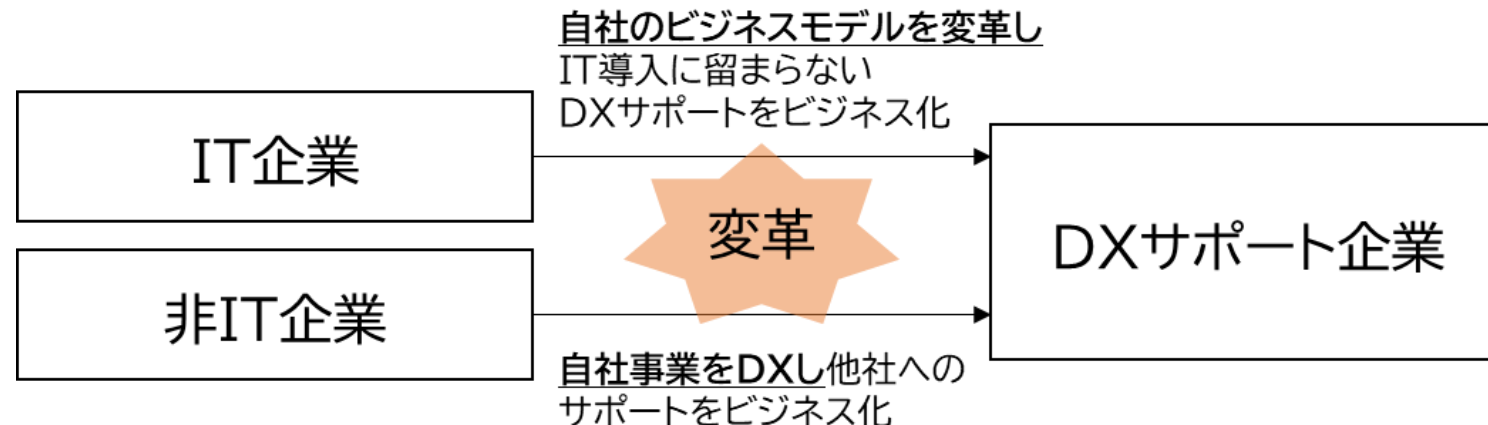 自社のビジネスモデルを変革し
IT導入に留まらない
DXサポートをビジネス化
IT企業
変革
DXサポート企業
非IT企業
自社事業をDXし他社への
サポートをビジネス化